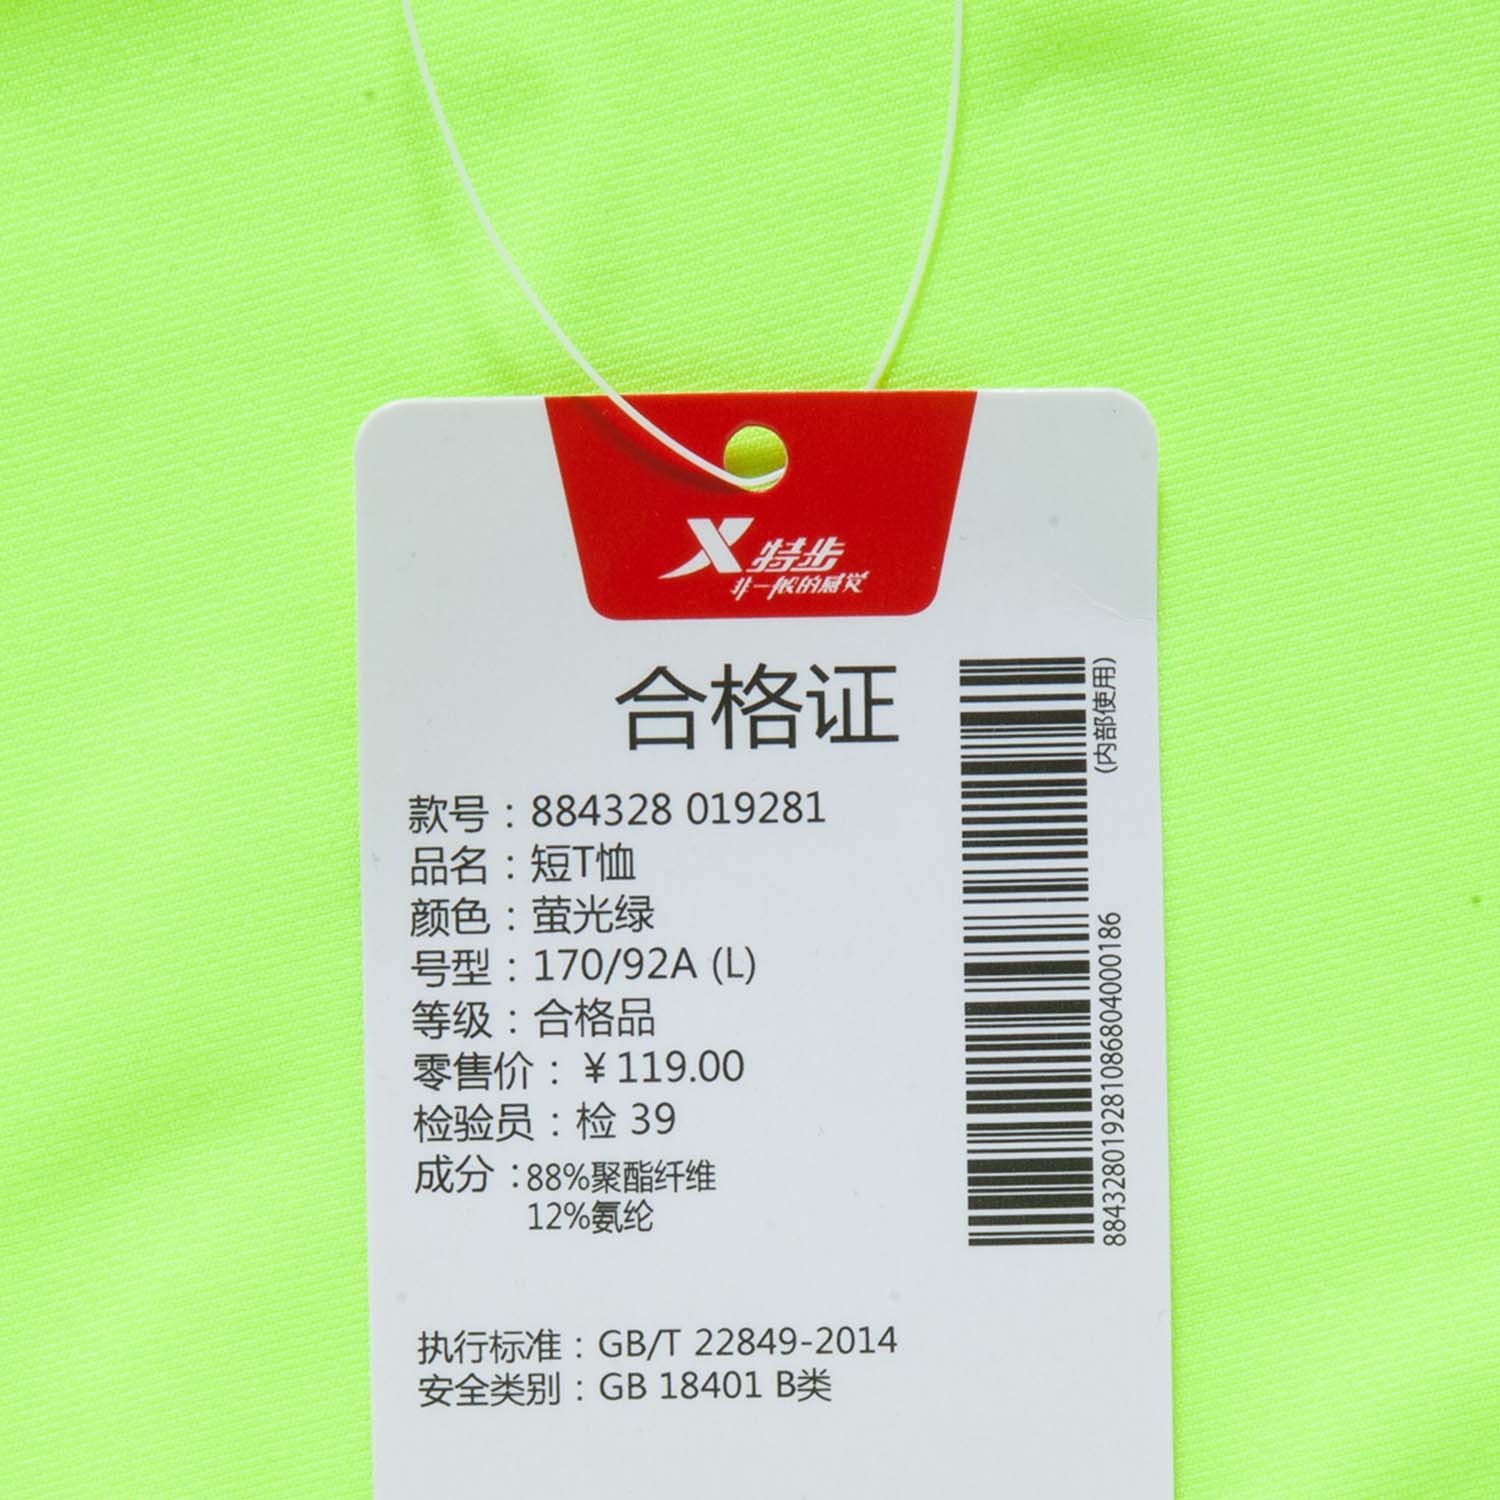 X特步
非一般的感觉
合格证
款号：884328 019281
品名：短T恤
颜色：萤光绿
号型：170/92A (L)
等级：合格品
零售价：￥119.00
检验员：检 39
成分：88%聚酯纤维
12%氨纶
执行标准：GB/T 22849-2014
安全类别：GB 18401 B类
(内部使用)
884328019281086804000186